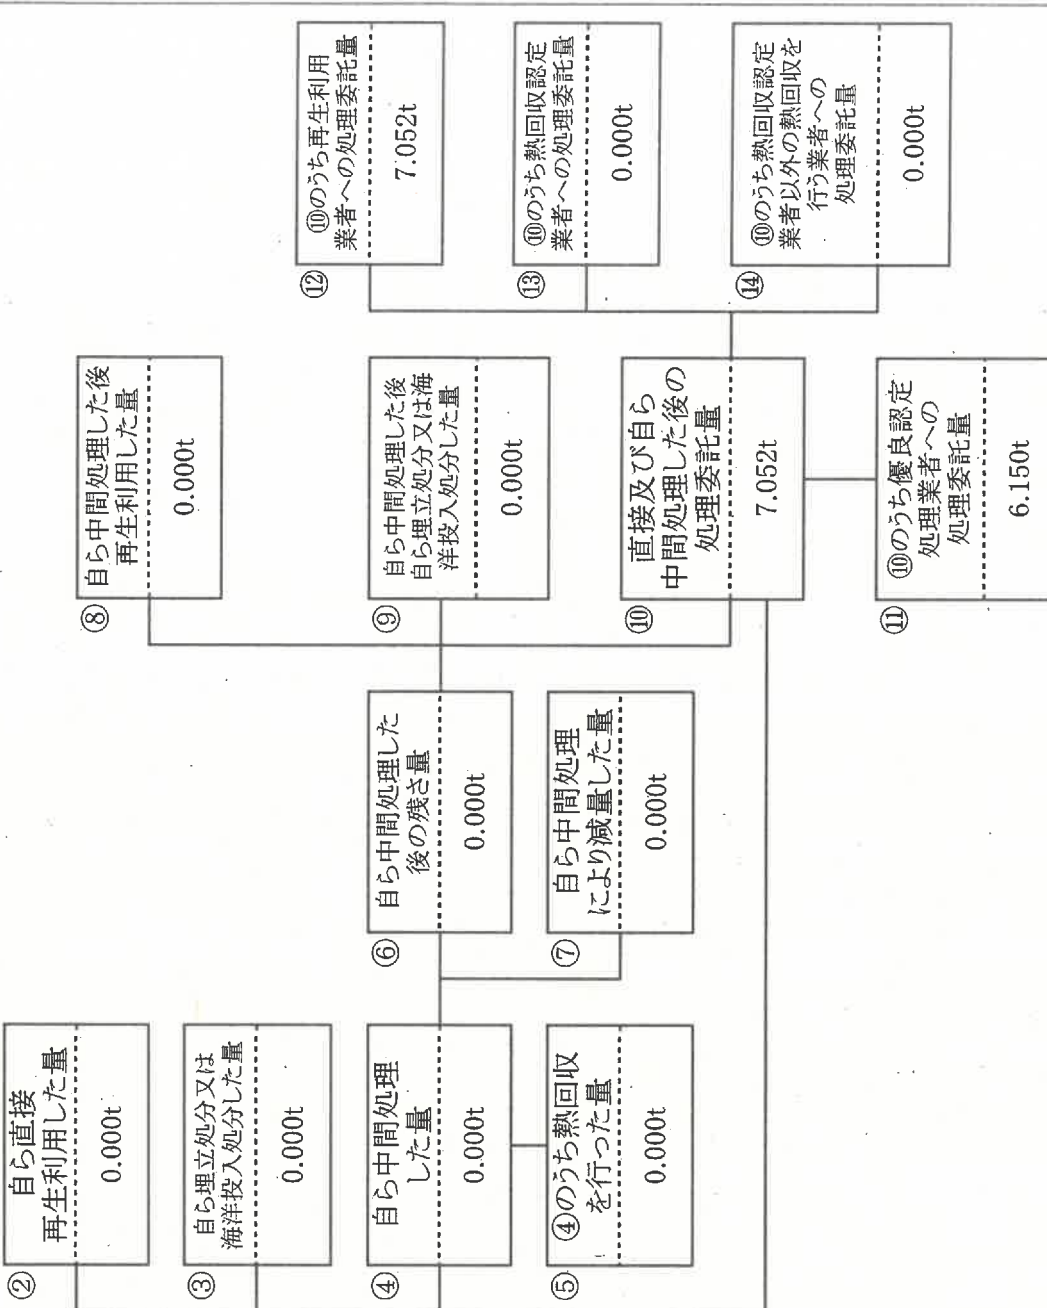 ②
自ら直接
再生利用した量
0.000t
③
自ら埋立処分又は
海洋投入処分した量
0.000t
④
自ら中間処理
した量
0.000t
⑤
④のうち熱回収
を行った量
0.000t
⑥
自ら中間処理した
後の残さ量
0.000t
⑦
自ら中間処理
により減量した量
0.000t
⑧
自ら中間処理した後
再生利用した量
0.000t
⑨
自ら中間処理した後
自ら埋立処分又は海
洋投入処分した量
0.000t
⑩
直接及び自ら
中間処理した後の
処理委託量
7.052t
⑪
⑩のうち優良認定
処理業者への
処理委託量
6.150t
⑫
⑩のうち再生利用
業者への処理委託量
7.052t
⑬
⑩のうち熱回収認定
業者への処理委託量
0.000t
⑭
⑩のうち熱回収認定
業者以外の熱回収を
行う業者への
処理委託量
0.000t